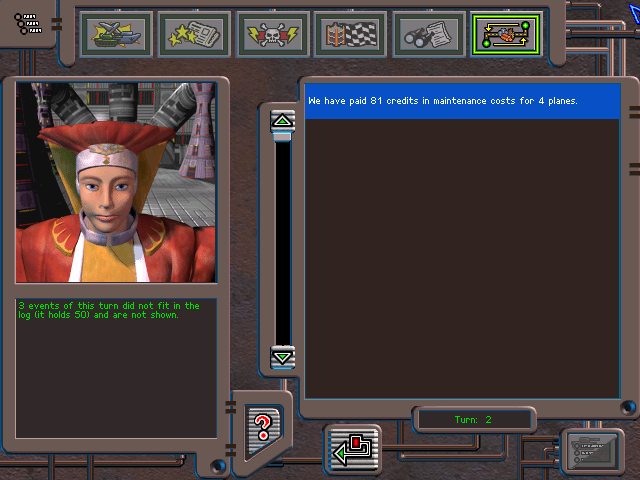 We have paid 81 credits in maintenance costs for 4 planes.
3 events of this turn did not fit in the
log (it holds 50) and are not shown.
Turn: 2